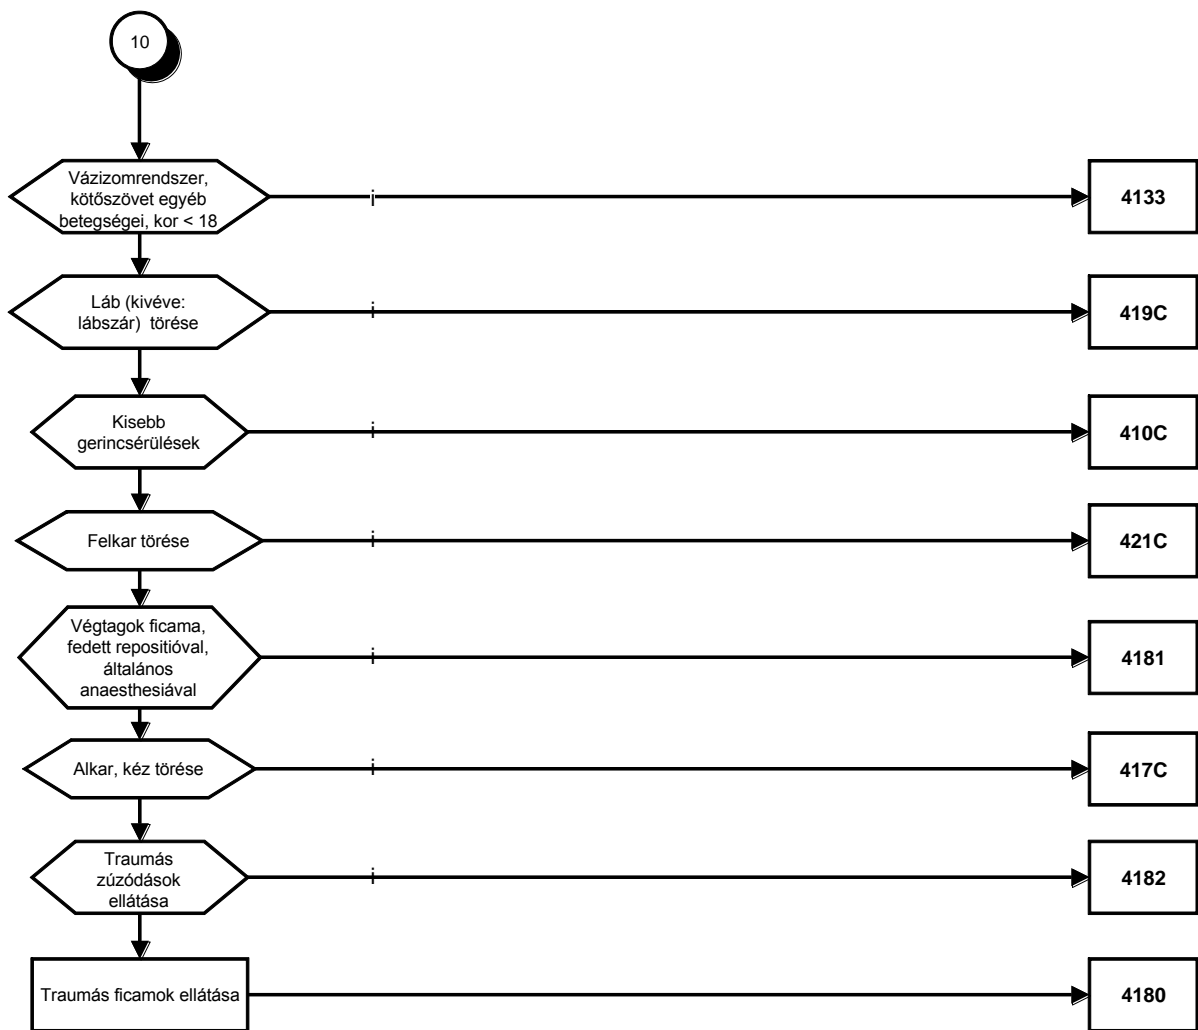 10
Vázizomrendszer,
kötőszövet egyéb
betegségei, kor < 18
i
4133
Láb (kivéve:
lábszár) törése
i
419C
Kisebb
gerincsérülések
i
410C
Felkar törése
i
421C
Végtagok ficama,
fedett repositióval,
általános
anaesthesiával
i
4181
Alkar, kéz törése
i
417C
Traumás
zúzódások
ellátása
i
4182
Traumás ficamok ellátása
4180